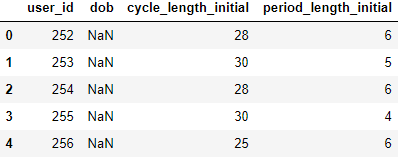 user_id dob cycle_length_initial period_length_initial
0 252 NaN 28 6
1 253 NaN 30 5
2 254 NaN 28 6
3 255 NaN 30 4
4 256 NaN 25 6